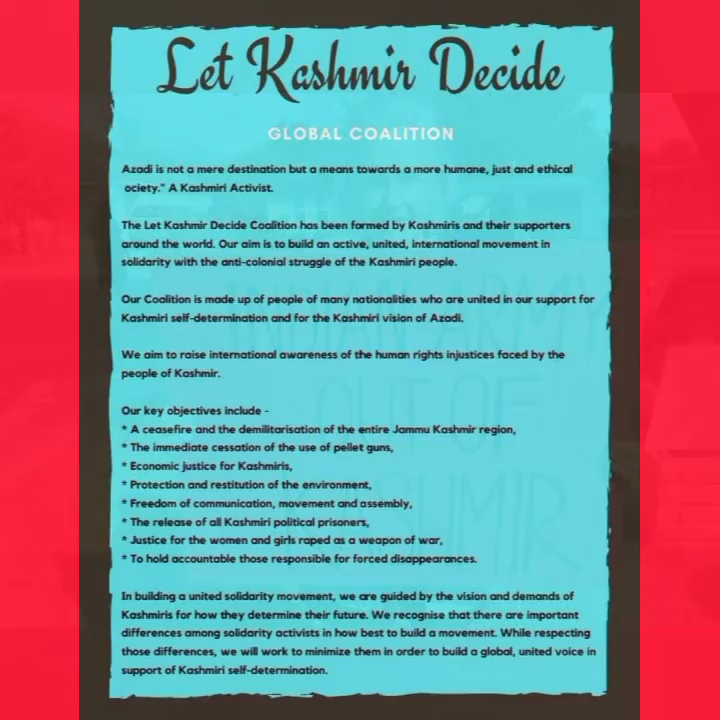 Let Kashmir Decide
GLOBAL COALITION
Azadi is not a mere destination but a means towards a more humane, just and ethical
ociety." A Kashmiri Activist.
The Let Kashmir Decide Coalition has been formed by Kashmiris and their supporters
around the world. Our aim is to build an active, united, international movement in
solidarity with the anti-colonial struggle of the Kashmiri people.
Our Coalition is made up of people of many nationalities who are united in our support for
Kashmiri self-determination and for the Kashmiri vision of Azadi.
We aim to raise international awareness of the human rights injustices faced by the
people of Kashmir.
Our key objectives include -
* A ceasefire and the demilitarisation of the entire Jammu Kashmir region,
* The immediate cessation of the use of pellet guns,
* Economic justice for Kashmiris,
* Protection and restitution of the environment,
* Freedom of communication, movement and assembly,
* The release of all Kashmiri political prisoners,
* Justice for the women and girls raped as a weapon of war,
* To hold accountable those responsible for forced disappearances.
In building a united solidarity movement, we are guided by the vision and demands of
Kashmiris for how they determine their future. We recognise that there are important
differences among solidarity activists in how best to build a movement. While respecting
those differences, we will work to minimize them in order to build a global, united voice in
support of Kashmiri self-determination.
INDIAN ARMY
OUT OF
KASHMIR